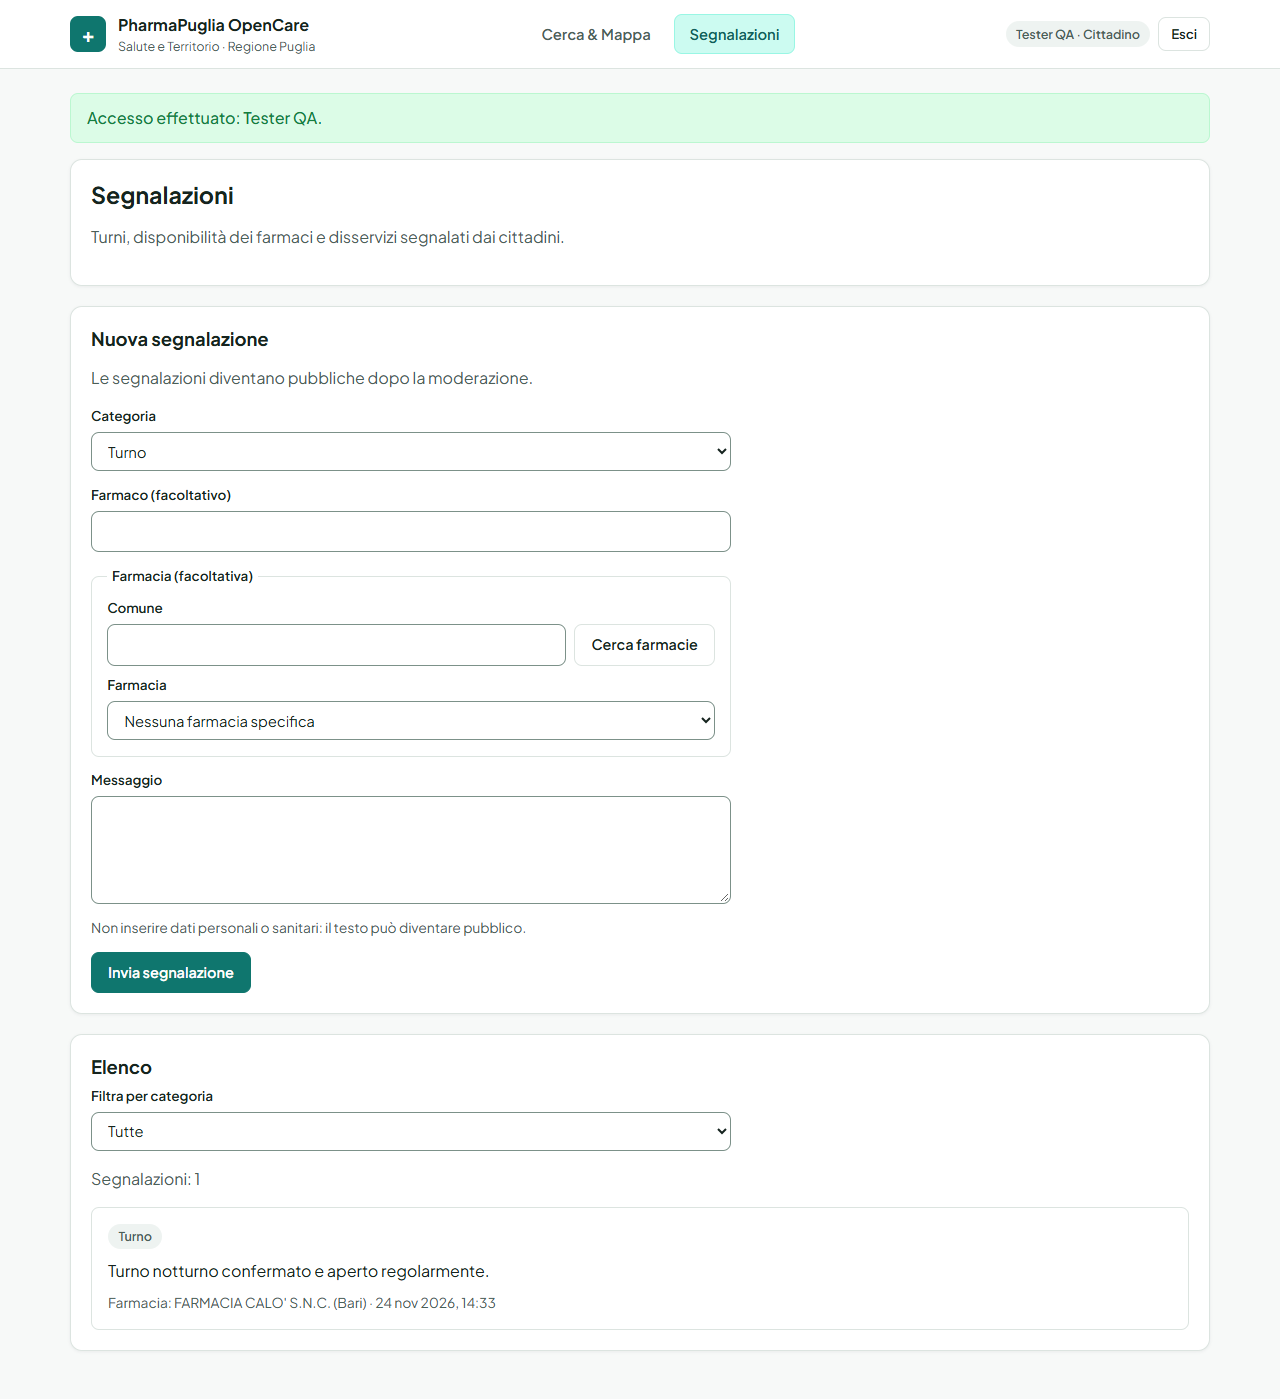 PharmaPuglia OpenCare
Salute e Territorio · Regione Puglia
Cerca & Mappa
Segnalazioni
Tester QA · Cittadino
Esci
Accesso effettuato: Tester QA.
Segnalazioni
Turni, disponibilità dei farmaci e disservizi segnalati dai cittadini.
Nuova segnalazione
Le segnalazioni diventano pubbliche dopo la moderazione.
Categoria
Turno
Farmaco (facoltativo)
Farmacia (facoltativa)
Comune
Cerca farmacie
Farmacia
Nessuna farmacia specifica
Messaggio
Non inserire dati personali o sanitari: il testo può diventare pubblico.
Invia segnalazione
Elenco
Filtra per categoria
Tutte
Segnalazioni: 1
Turno
Turno notturno confermato e aperto regolarmente.
Farmacia: FARMACIA CALO' S.N.C. (Bari) · 24 nov 2026, 14:33